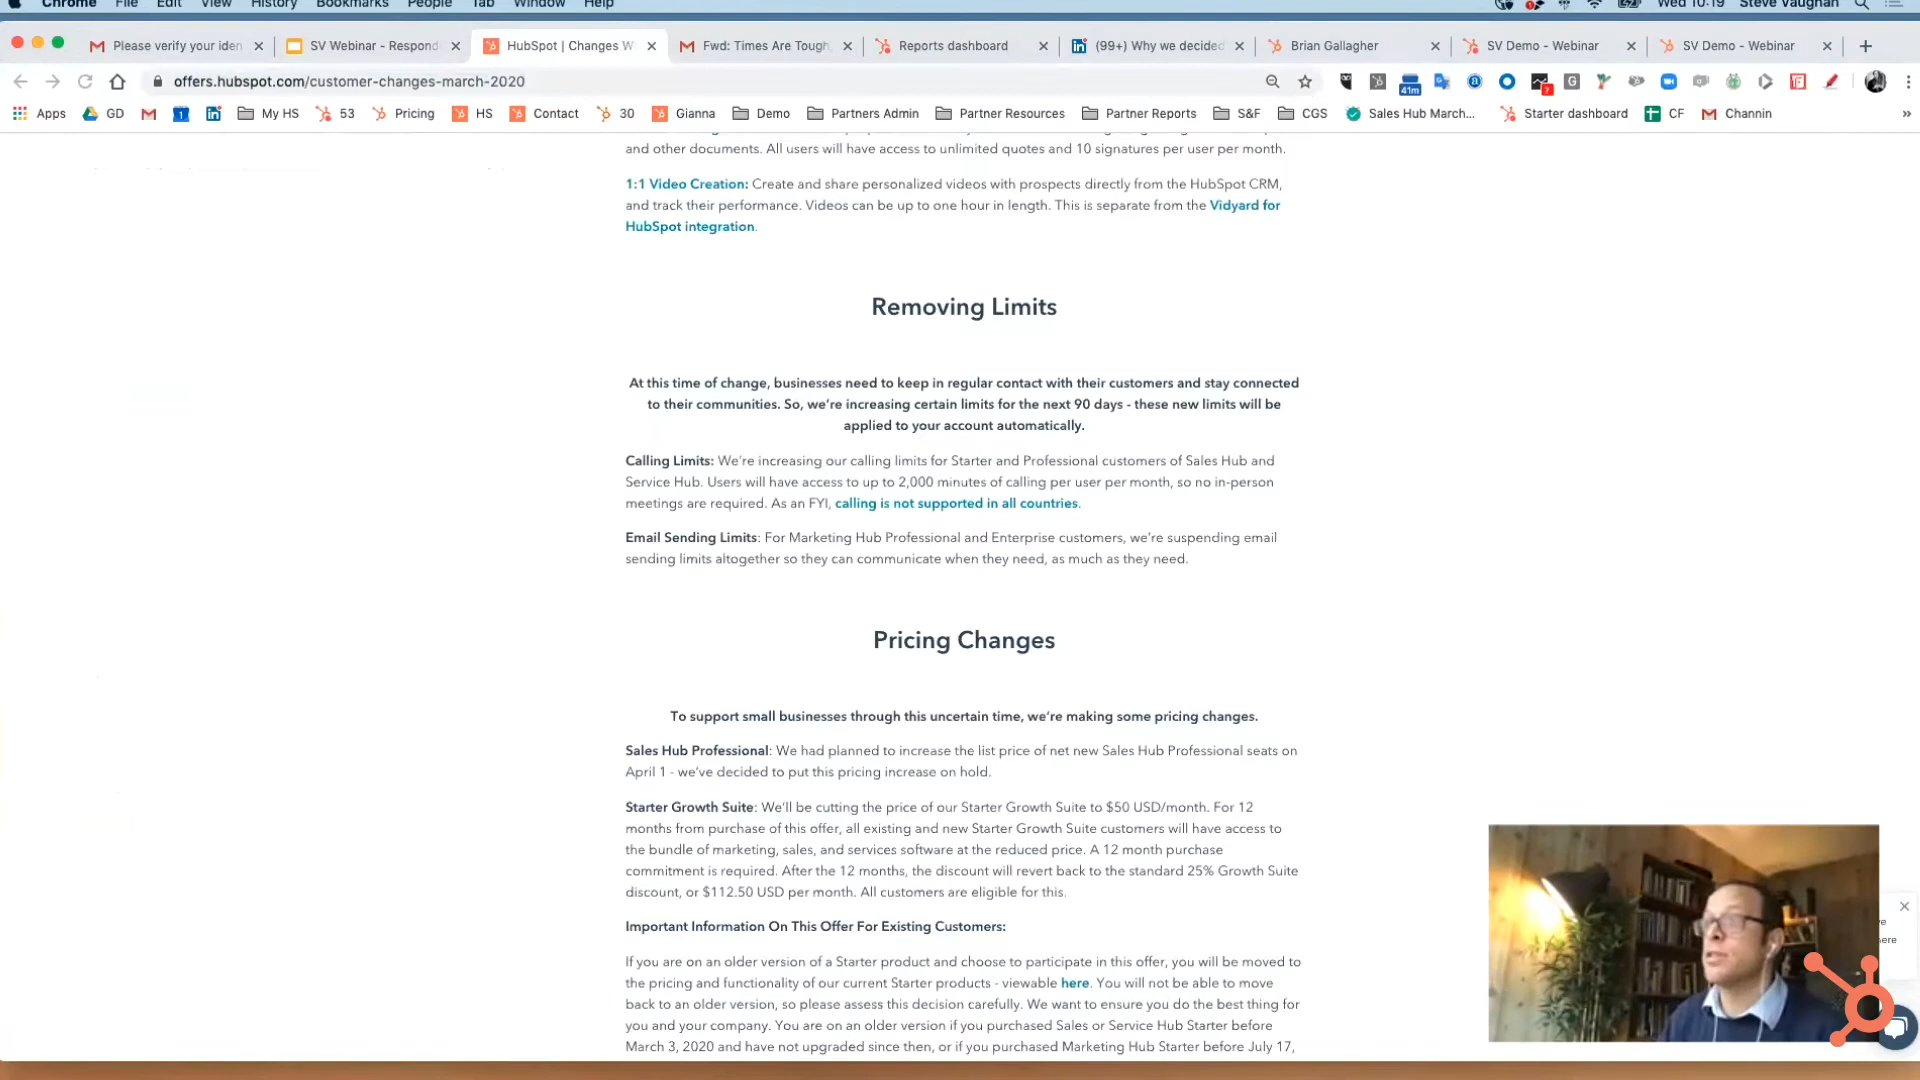 Chrome File Edit View History Bookmarks People Tab Window Help Wed 10:19 Steve Vaughan
Please verify your iden
SV Webinar - Respond
HubSpot | Changes W
Fwd: Times Are Tough,
Reports dashboard
(99+) Why we decided
Brian Gallagher
SV Demo - Webinar
SV Demo - Webinar
offers.hubspot.com/customer-changes-march-2020
41m
Apps GD My HS 53 Pricing HS Contact 30 Gianna Demo Partners Admin Partner Resources Partner Reports S&F CGS Sales Hub March... Starter dashboard CF Channin »
and other documents. All users will have access to unlimited quotes and 10 signatures per user per month.
1:1 Video Creation: Create and share personalized videos with prospects directly from the HubSpot CRM,
and track their performance. Videos can be up to one hour in length. This is separate from the Vidyard for
HubSpot integration.
Removing Limits
At this time of change, businesses need to keep in regular contact with their customers and stay connected
to their communities. So, we're increasing certain limits for the next 90 days - these new limits will be
applied to your account automatically.
Calling Limits: We're increasing our calling limits for Starter and Professional customers of Sales Hub and
Service Hub. Users will have access to up to 2,000 minutes of calling per user per month, so no in-person
meetings are required. As an FYI, calling is not supported in all countries.
Email Sending Limits: For Marketing Hub Professional and Enterprise customers, we're suspending email
sending limits altogether so they can communicate when they need, as much as they need.
Pricing Changes
To support small businesses through this uncertain time, we're making some pricing changes.
Sales Hub Professional: We had planned to increase the list price of net new Sales Hub Professional seats on
April 1 - we've decided to put this pricing increase on hold.
Starter Growth Suite: We'll be cutting the price of our Starter Growth Suite to $50 USD/month. For 12
months from purchase of this offer, all existing and new Starter Growth Suite customers will have access to
the bundle of marketing, sales, and services software at the reduced price. A 12 month purchase
commitment is required. After the 12 months, the discount will revert back to the standard 25% Growth Suite
discount, or $112.50 USD per month. All customers are eligible for this.
Important Information On This Offer For Existing Customers:
If you are on an older version of a Starter product and choose to participate in this offer, you will be moved to
the pricing and functionality of our current Starter products - viewable here. You will not be able to move
back to an older version, so please assess this decision carefully. We want to ensure you do the best thing for
you and your company. You are on an older version if you purchased Sales or Service Hub Starter before
March 3, 2020 and have not upgraded since then, or if you purchased Marketing Hub Starter before July 17,